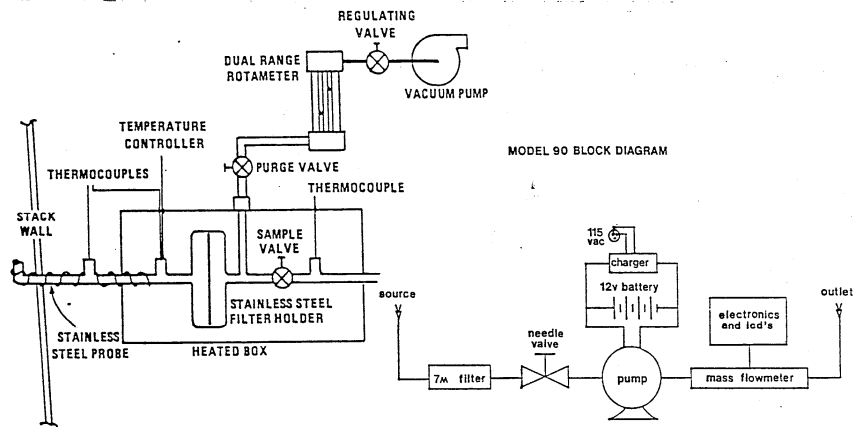 REGULATING
VALVE
DUAL RANGE
ROTAMETER
VACUUM PUMP
TEMPERATURE
CONTROLLER
PURGE VALVE
THERMOCOUPLES
THERMOCOUPLE
STACK
WALL
SAMPLE
VALVE
STAINLESS STEEL
FILTER HOLDER
STAINLESS
STEEL PROBE
HEATED BOX
MODEL 90 BLOCK DIAGRAM
115
vac
charger
12v battery
source
outlet
electronics
and lcd's
needle
valve
7м filter
pump
mass flowmeter